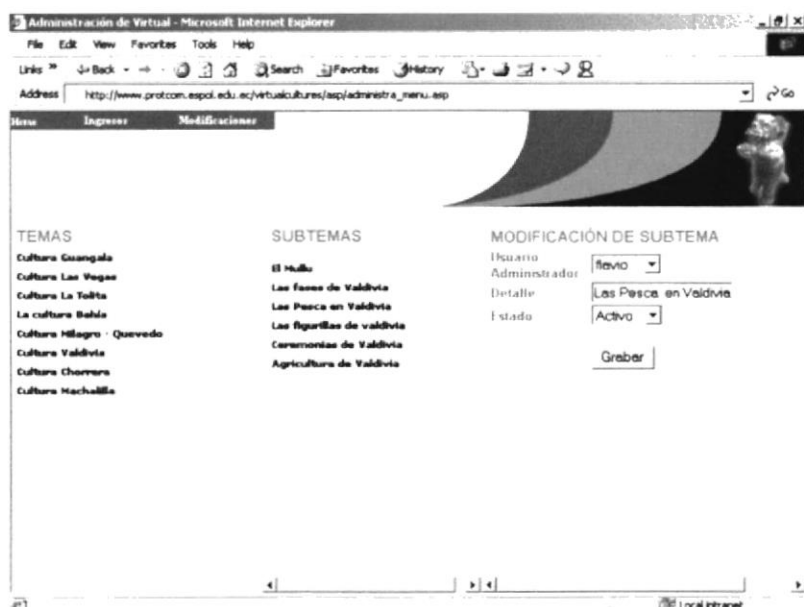 Administración de Virtual - Microsoft Internet Explorer
File Edit View Favorites Tools Help
Links » Back Search Favorites History
Address http://www.protcom.espol.edu.ec/virtualcultures/asp/administra_menu.asp Go
Menu Ingresos Modificaciones
TEMAS
Cultura Guangala
Cultura Las Vegas
Cultura La Tolita
La cultura Bahía
Cultura Milagro - Quevedo
Cultura Valdivia
Cultura Chorrera
Cultura Machalilla
SUBTEMAS
El Mullu
Las fases de Valdivia
Las Pesca en Valdivia
Las figurillas de valdivia
Ceremonias de Valdivia
Agricultura de Valdivia
MODIFICACIÓN DE SUBTEMA
Usuario
Administrador flavio
Detalle Las Pesca en Valdivia
Estado Activo
Grabar
Local intranet